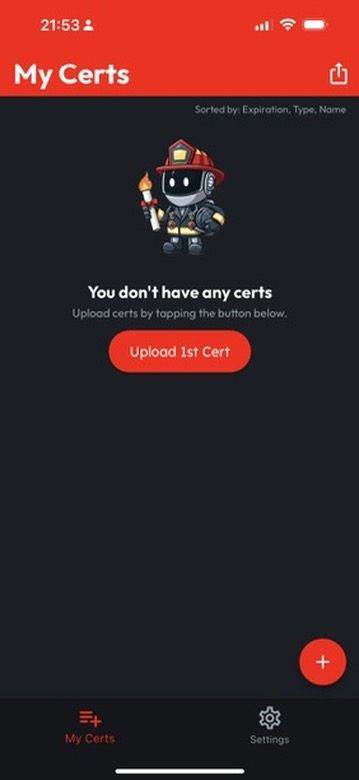 21:53
My Certs
Sorted by: Expiration, Type, Name
You don't have any certs
Upload certs by tapping the button below.
Upload 1st Cert
+
My Certs
Settings